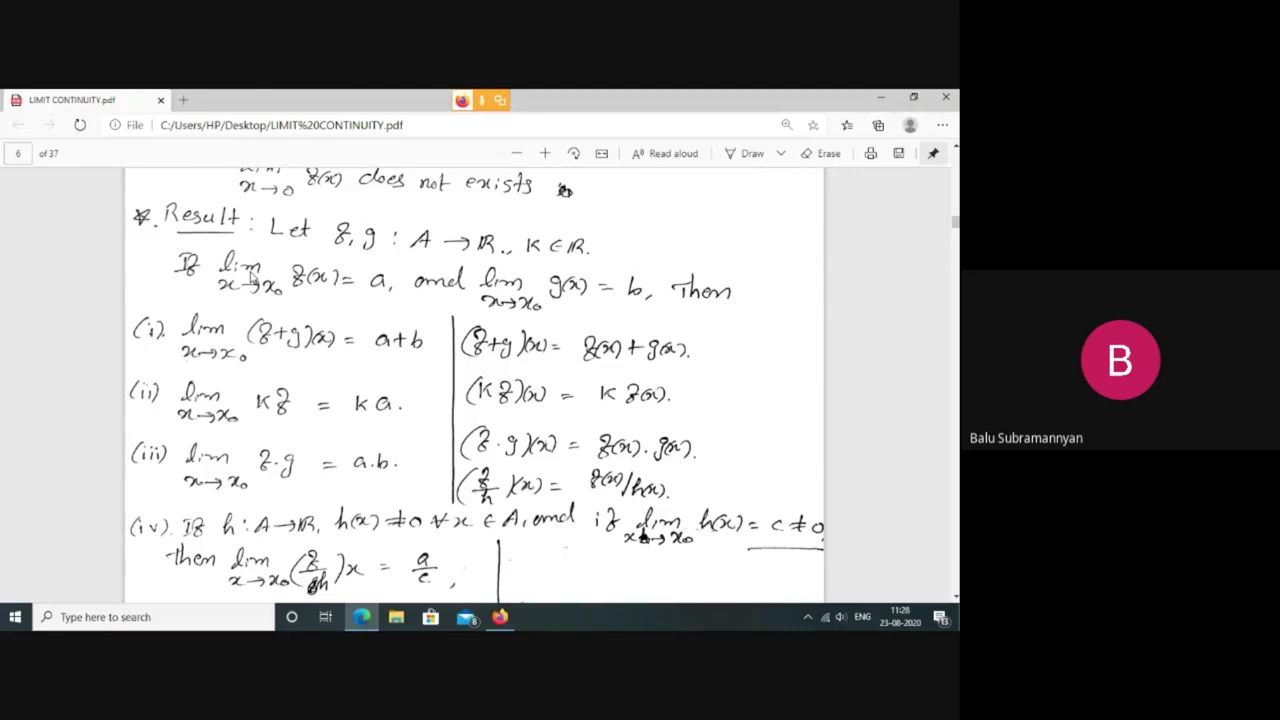 LIMIT CONTINUITY.pdf
File C:/Users/HP/Desktop/LIMIT%20CONTINUITY.pdf
6 of 37 Read aloud Draw Erase
x→0 f(x) does not exists
*. Result : Let f, g : A → ℝ., K ∈ ℝ.
If lim x→x₀ f(x) = a, and lim x→x₀ g(x) = b, Then
(i). lim x→x₀ (f+g)(x) = a+b
(f+g)(x) = f(x) + g(x).
(ii) lim x→x₀ Kf = Ka.
(Kf)(x) = K f(x).
(iii) lim x→x₀ f·g = a.b.
(f·g)(x) = f(x). g(x).
(f/h)(x) = f(x)/h(x).
(iv). If h : A→ℝ, h(x) ≠0 ∀ x ∈ A, and if lim x→x₀ h(x) = c ≠ 0,
Then lim x→x₀ (f/h)x = a/c,
B
Balu Subramannyan
Type here to search
8
ENG
11:28
23-08-2020
13